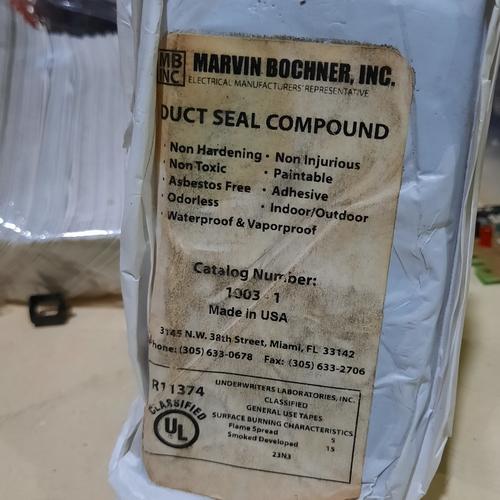 MB
INC.
MARVIN BOCHNER, INC.
ELECTRICAL MANUFACTURERS' REPRESENTATIVE
DUCT SEAL COMPOUND
• Non Hardening • Non Injurious
• Non Toxic • Paintable
• Asbestos Free • Adhesive
• Odorless • Indoor/Outdoor
• Waterproof & Vaporproof
Catalog Number:
1003 - 1
Made in USA
3145 N.W. 38th Street, Miami, FL 33142
Phone: (305) 633-0678 Fax: (305) 633-2706
R11374
CLASSIFIED
UL
UNDERWRITERS LABORATORIES, INC.
CLASSIFIED
GENERAL USE TAPES
SURFACE BURNING CHARACTERISTICS
Flame Spread 5
Smoked Developed 15
23N3